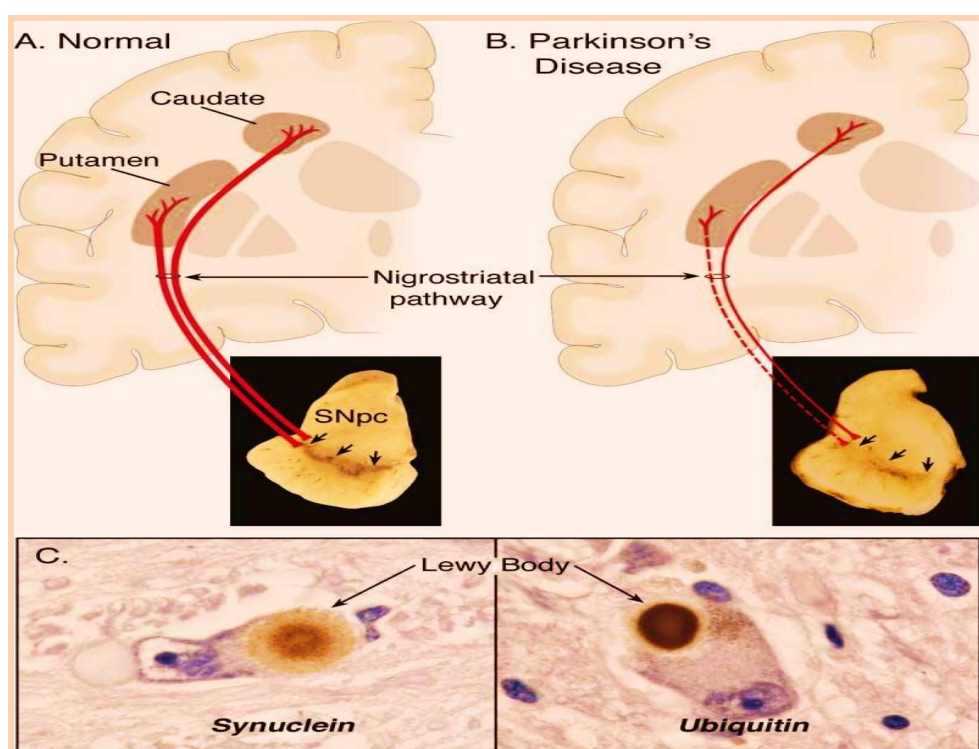 A. Normal
B. Parkinson's
Disease
Caudate
Putamen
Nigrostriatal
pathway
SNpc
C.
Lewy Body
Synuclein
Ubiquitin